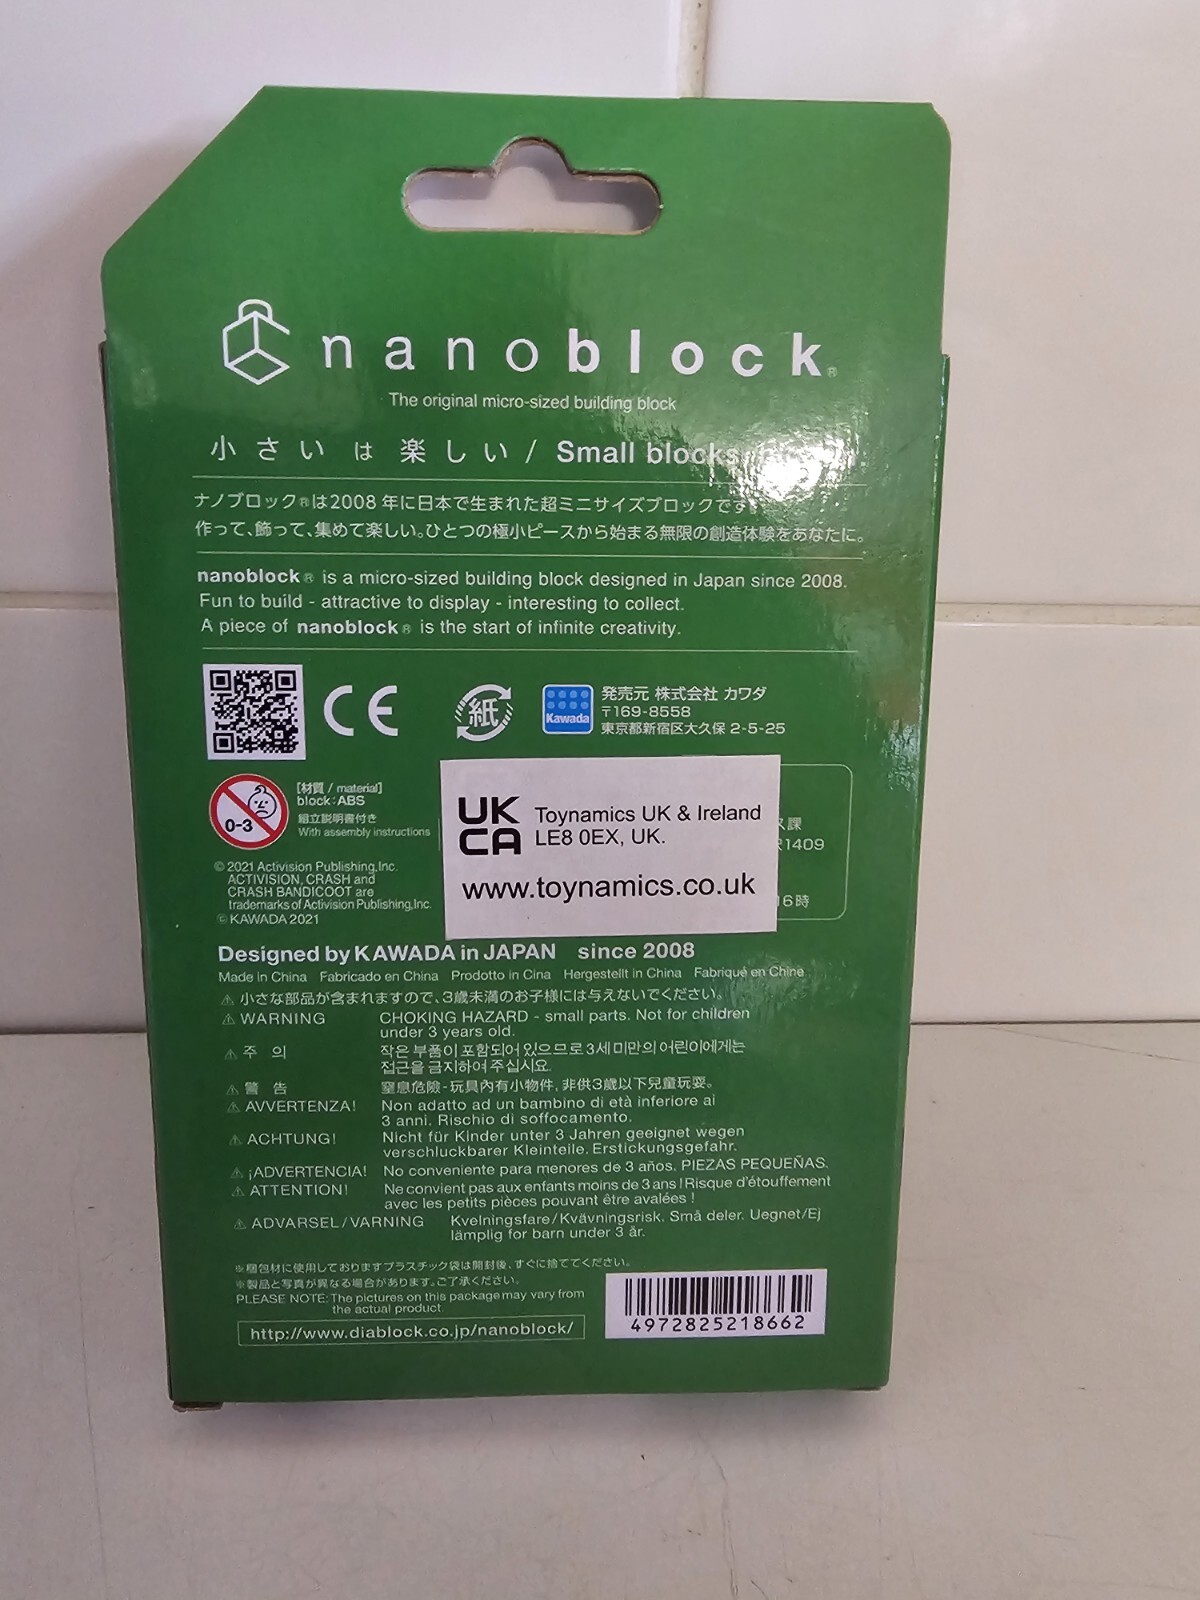 nanoblock®
The original micro-sized building block
小さいは楽しい / Small blocks
ナノブロック®は2008年に日本で生まれた超ミニサイズブロックです。
作って、飾って、集めて楽しい。ひとつの極小ピースから始まる無限の創造体験をあなたに。
nanoblock® is a micro-sized building block designed in Japan since 2008.
Fun to build - attractive to display - interesting to collect.
A piece of nanoblock® is the start of infinite creativity.
CE
紙
Kawada
発売元 株式会社 カワダ
〒169-8558
東京都新宿区大久保 2-5-25
0-3
[材質 / material]
block:ABS
組立説明書付き
With assembly instructions
UK
CA
Toynamics UK & Ireland
LE8 0EX, UK.
www.toynamics.co.uk
課
1409
16時
© 2021 Activision Publishing,Inc.
ACTIVISION, CRASH and
CRASH BANDICOOT are
trademarks of Activision Publishing,Inc.
© KAWADA 2021
Designed by KAWADA in JAPAN since 2008
Made in China Fabricado en China Prodotto in Cina Hergestellt in China Fabriqué en Chine
⚠ 小さな部品が含まれますので、3歳未満のお子様には与えないでください。
⚠ WARNING CHOKING HAZARD - small parts. Not for children
under 3 years old.
⚠ 주 의 작은 부품이 포함되어 있으므로 3세 미만의 어린이에게는
접근을 금지하여 주십시요.
⚠ 警 告 窒息危險-玩具內有小物件, 非供3歲以下兒童玩耍。
⚠ AVVERTENZA! Non adatto ad un bambino di età inferiore ai
3 anni. Rischio di soffocamento.
⚠ ACHTUNG! Nicht für Kinder unter 3 Jahren geeignet wegen
verschluckbarer Kleinteile. Erstickungsgefahr.
⚠ ¡ADVERTENCIA! No conveniente para menores de 3 años. PIEZAS PEQUEÑAS.
⚠ ATTENTION! Ne convient pas aux enfants moins de 3 ans ! Risque d'étouffement
avec les petits pièces pouvant être avalées !
⚠ ADVARSEL/VARNING Kvelningsfare/Kvävningsrisk. Små deler. Uegnet/Ej
lämplig for barn under 3 år.
※梱包材に使用しておりますプラスチック袋は開封後、すぐに捨ててください。
※製品と写真が異なる場合があります。ご了承ください。
PLEASE NOTE: The pictures on this package may vary from
the actual product.
http://www.diablock.co.jp/nanoblock/
4972825218662